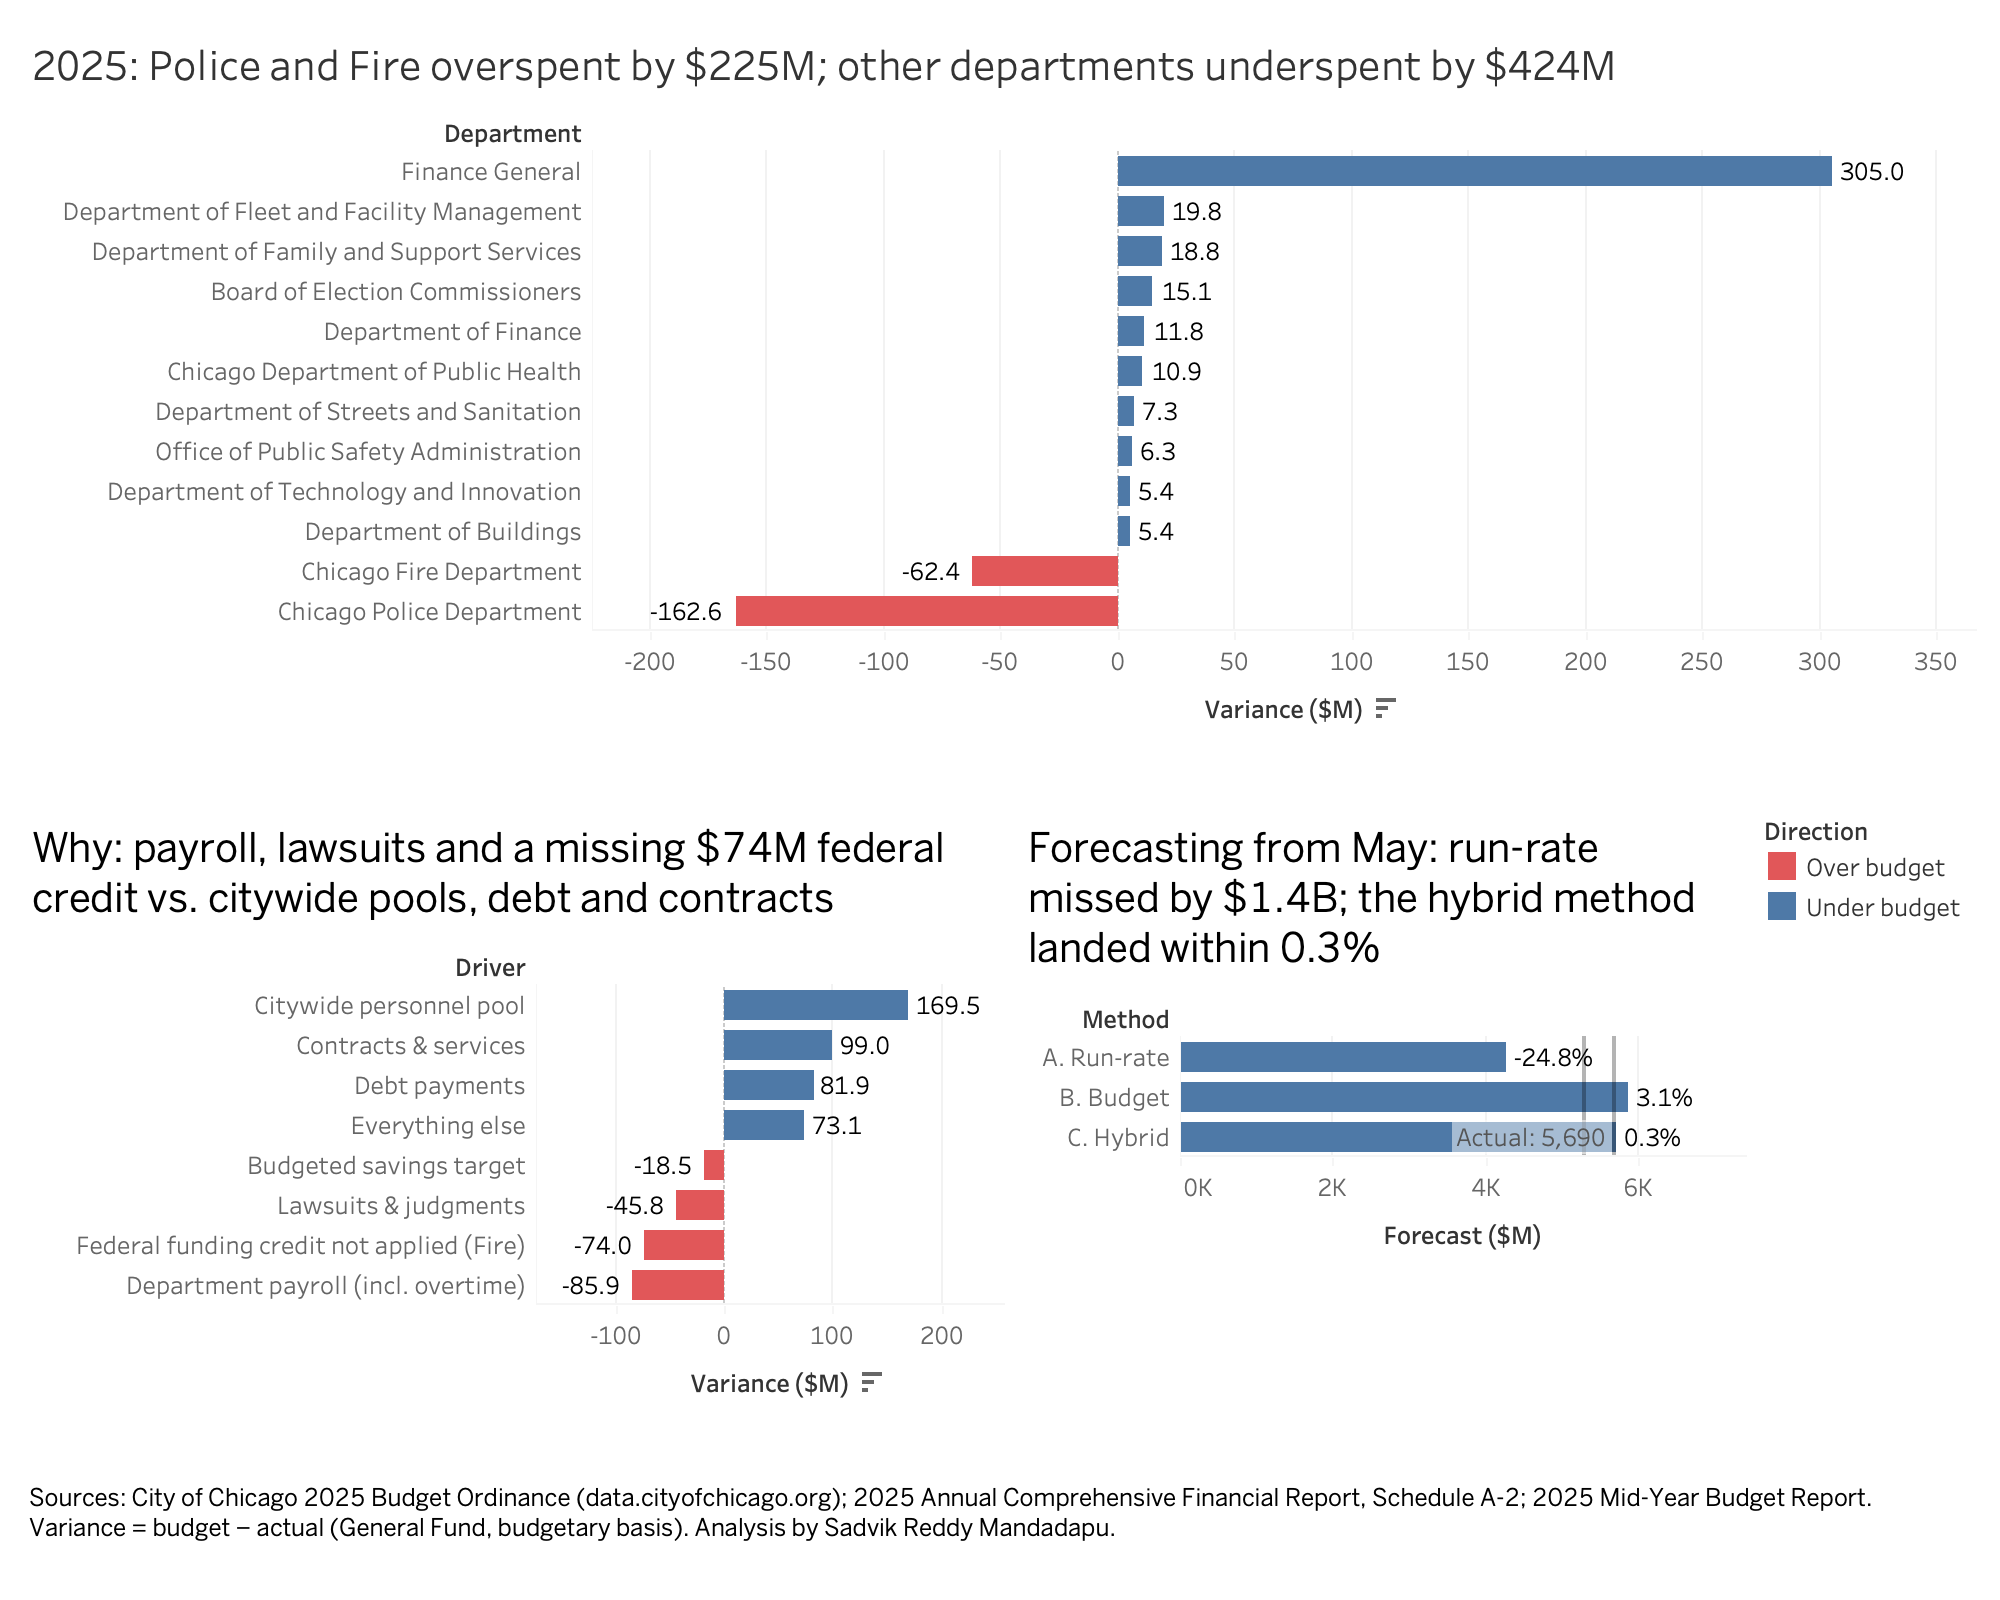 2025: Police and Fire overspent by $225M; other departments underspent by $424M
Department
Finance General 305.0
Department of Fleet and Facility Management 19.8
Department of Family and Support Services 18.8
Board of Election Commissioners 15.1
Department of Finance 11.8
Chicago Department of Public Health 10.9
Department of Streets and Sanitation 7.3
Office of Public Safety Administration 6.3
Department of Technology and Innovation 5.4
Department of Buildings 5.4
Chicago Fire Department -62.4
Chicago Police Department -162.6
-200 -150 -100 -50 0 50 100 150 200 250 300 350
Variance ($M)
Why: payroll, lawsuits and a missing $74M federal
credit vs. citywide pools, debt and contracts
Driver
Citywide personnel pool 169.5
Contracts & services 99.0
Debt payments 81.9
Everything else 73.1
Budgeted savings target -18.5
Lawsuits & judgments -45.8
Federal funding credit not applied (Fire) -74.0
Department payroll (incl. overtime) -85.9
-100 0 100 200
Variance ($M)
Forecasting from May: run-rate
missed by $1.4B; the hybrid method
landed within 0.3%
Method
A. Run-rate -24.8%
B. Budget 3.1%
C. Hybrid Actual: 5,690 0.3%
0K 2K 4K 6K
Forecast ($M)
Direction
Over budget
Under budget
Sources: City of Chicago 2025 Budget Ordinance (data.cityofchicago.org); 2025 Annual Comprehensive Financial Report, Schedule A-2; 2025 Mid-Year Budget Report.
Variance = budget – actual (General Fund, budgetary basis). Analysis by Sadvik Reddy Mandadapu.